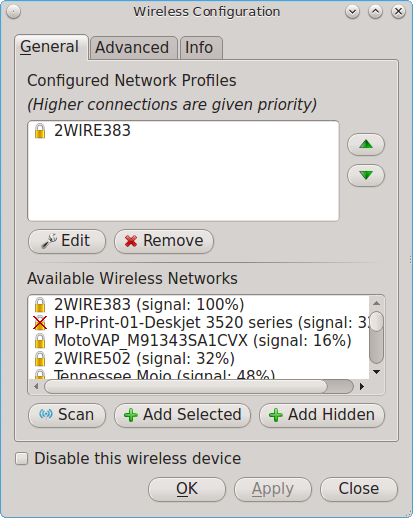 Wireless Configuration
General Advanced Info
Configured Network Profiles
(Higher connections are given priority)
2WIRE383
Edit Remove
Available Wireless Networks
2WIRE383 (signal: 100%)
HP-Print-01-Deskjet 3520 series (signal:
MotoVAP_M91343SA1CVX (signal: 16%)
2WIRE502 (signal: 32%)
Tennessee Mojo (signal: 48%)
Scan Add Selected Add Hidden
Disable this wireless device
OK Apply Close